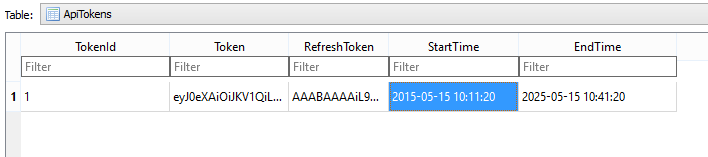 Table: ApiTokens
TokenId Token RefreshToken StartTime EndTime
Filter Filter Filter Filter Filter
1 1 eyJ0eXAiOiJKV1QiL... AAABAAAAiL9... 2015-05-15 10:11:20 2025-05-15 10:41:20